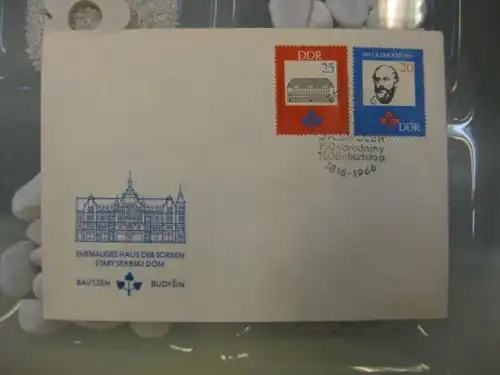 DDR
25
20
DDR
150 narodniny
150 Geburtstag
1816-1966
EHEMALIGES HAUS DER SORBEN
STARY SERBSKI DOM
BAUTZEN BUDYŠIN